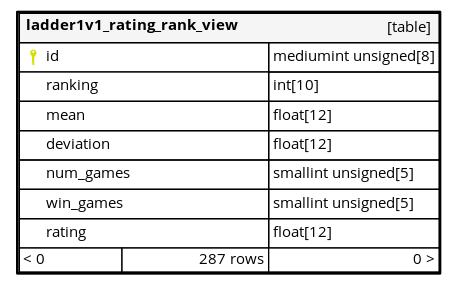 ladder1v1_rating_rank_view [table]
id mediumint unsigned[8]
ranking int[10]
mean float[12]
deviation float[12]
num_games smallint unsigned[5]
win_games smallint unsigned[5]
rating float[12]
< 0 287 rows 0 >